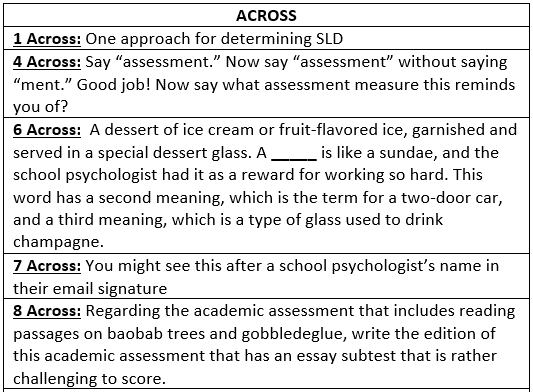 ACROSS
1 Across: One approach for determining SLD
4 Across: Say “assessment.” Now say “assessment” without saying
“ment.” Good job! Now say what assessment measure this reminds
you of?
6 Across:  A dessert of ice cream or fruit-flavored ice, garnished and
served in a special dessert glass. A _____ is like a sundae, and the
school psychologist had it as a reward for working so hard. This
word has a second meaning, which is the term for a two-door car,
and a third meaning, which is a type of glass used to drink
champagne.
7 Across: You might see this after a school psychologist’s name in
their email signature
8 Across: Regarding the academic assessment that includes reading
passages on baobab trees and gobbledeglue, write the edition of
this academic assessment that has an essay subtest that is rather
challenging to score.